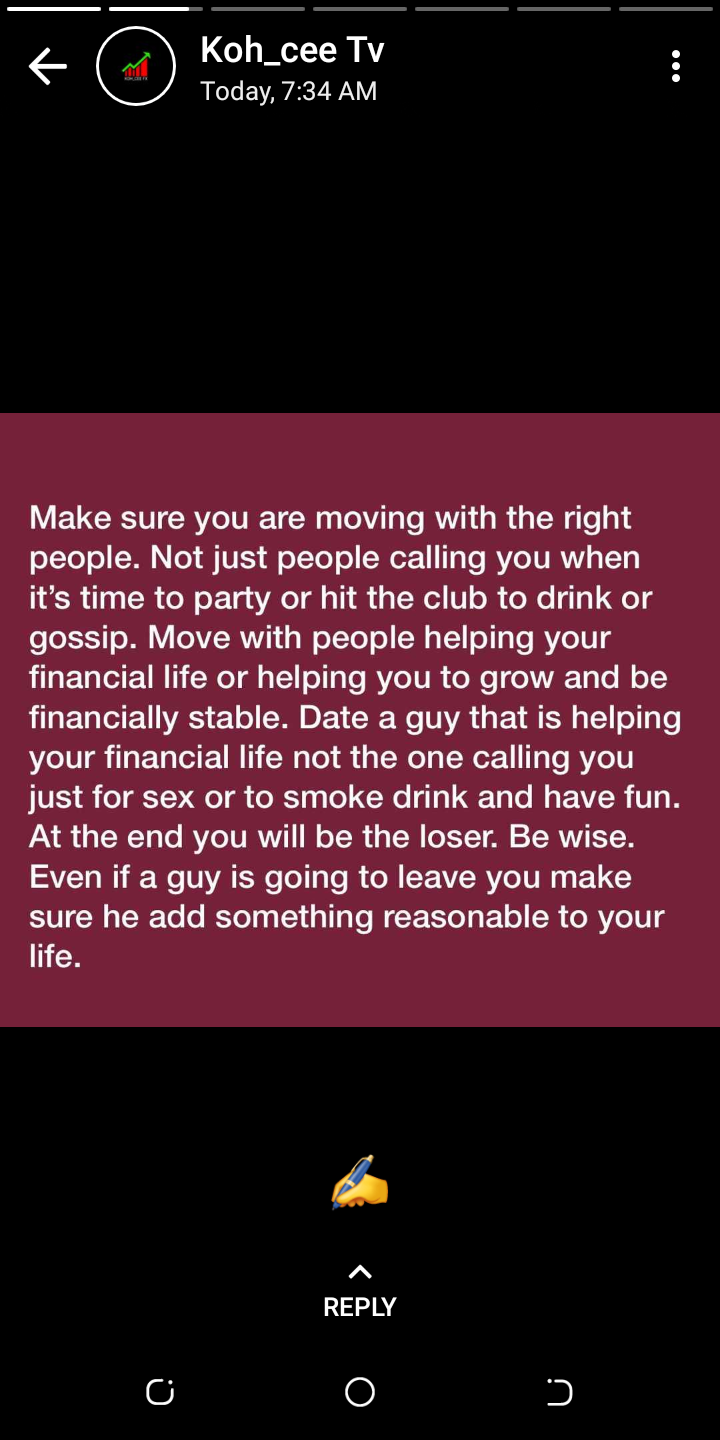 Koh_cee Tv
Today, 7:34 AM
Make sure you are moving with the right
people. Not just people calling you when
it’s time to party or hit the club to drink or
gossip. Move with people helping your
financial life or helping you to grow and be
financially stable. Date a guy that is helping
your financial life not the one calling you
just for sex or to smoke drink and have fun.
At the end you will be the loser. Be wise.
Even if a guy is going to leave you make
sure he add something reasonable to your
life.
✍️
REPLY